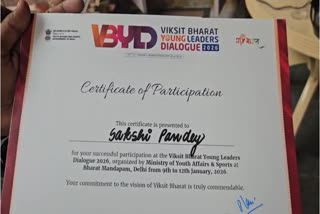 VBYLD
VIKSIT BHARAT
YOUNG LEADERS
DIALOGUE 2026
Certificate of Participation
This certificate is presented to
Sakshi Pandey
for your successful participation at the Viksit Bharat Young Leaders
Dialogue 2026, organized by Ministry of Youth Affairs & Sports at
Bharat Mandapam, Delhi from 9th to 12th January, 2026.
Your commitment to the vision of Viksit Bharat is truly commendable.